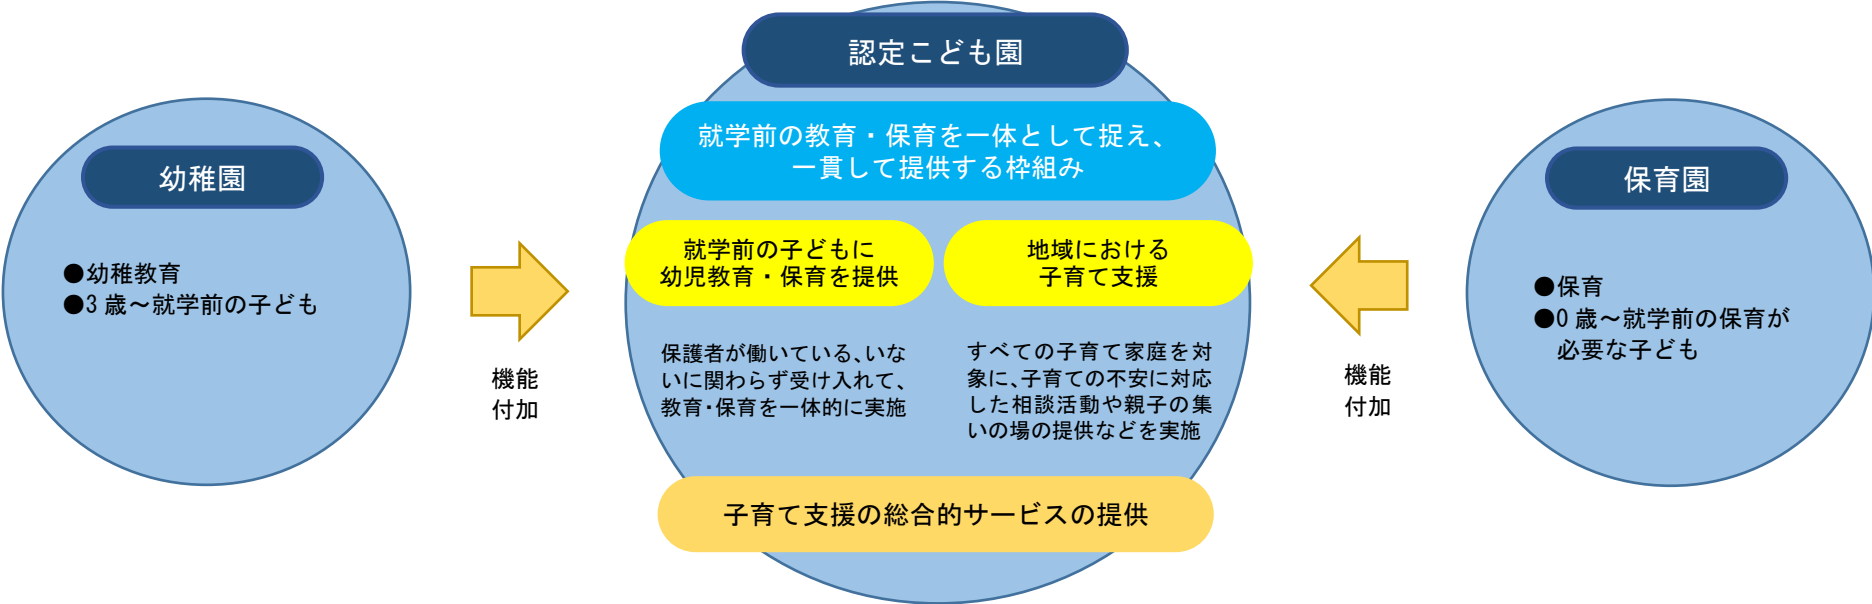 幼稚園
●幼稚教育
●3歳～就学前の子ども
機能
付加
認定こども園
就学前の教育・保育を一体として捉え、
一貫して提供する枠組み
就学前の子どもに
幼児教育・保育を提供
保護者が働いている、いな
いに関わらず受け入れて、
教育・保育を一体的に実施
地域における
子育て支援
すべての子育て家庭を対
象に、子育ての不安に対応
した相談活動や親子の集
いの場の提供などを実施
子育て支援の総合的サービスの提供
機能
付加
保育園
●保育
●0歳～就学前の保育が
必要な子ども